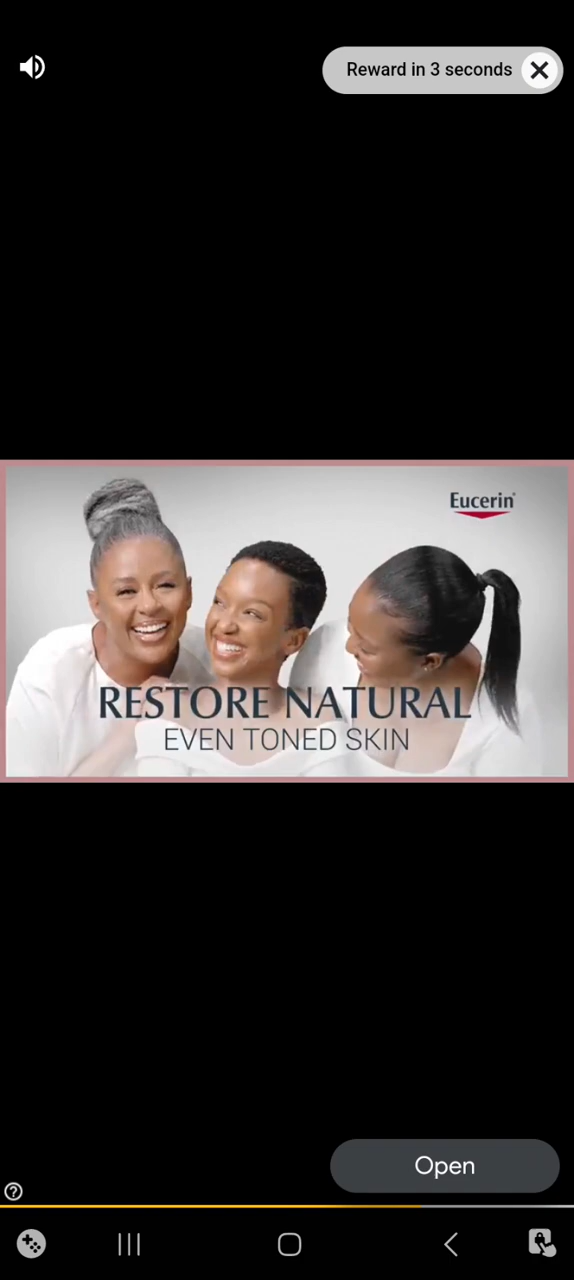 Reward in 3 seconds
Eucerin
RESTORE NATURAL
EVEN TONED SKIN
Open